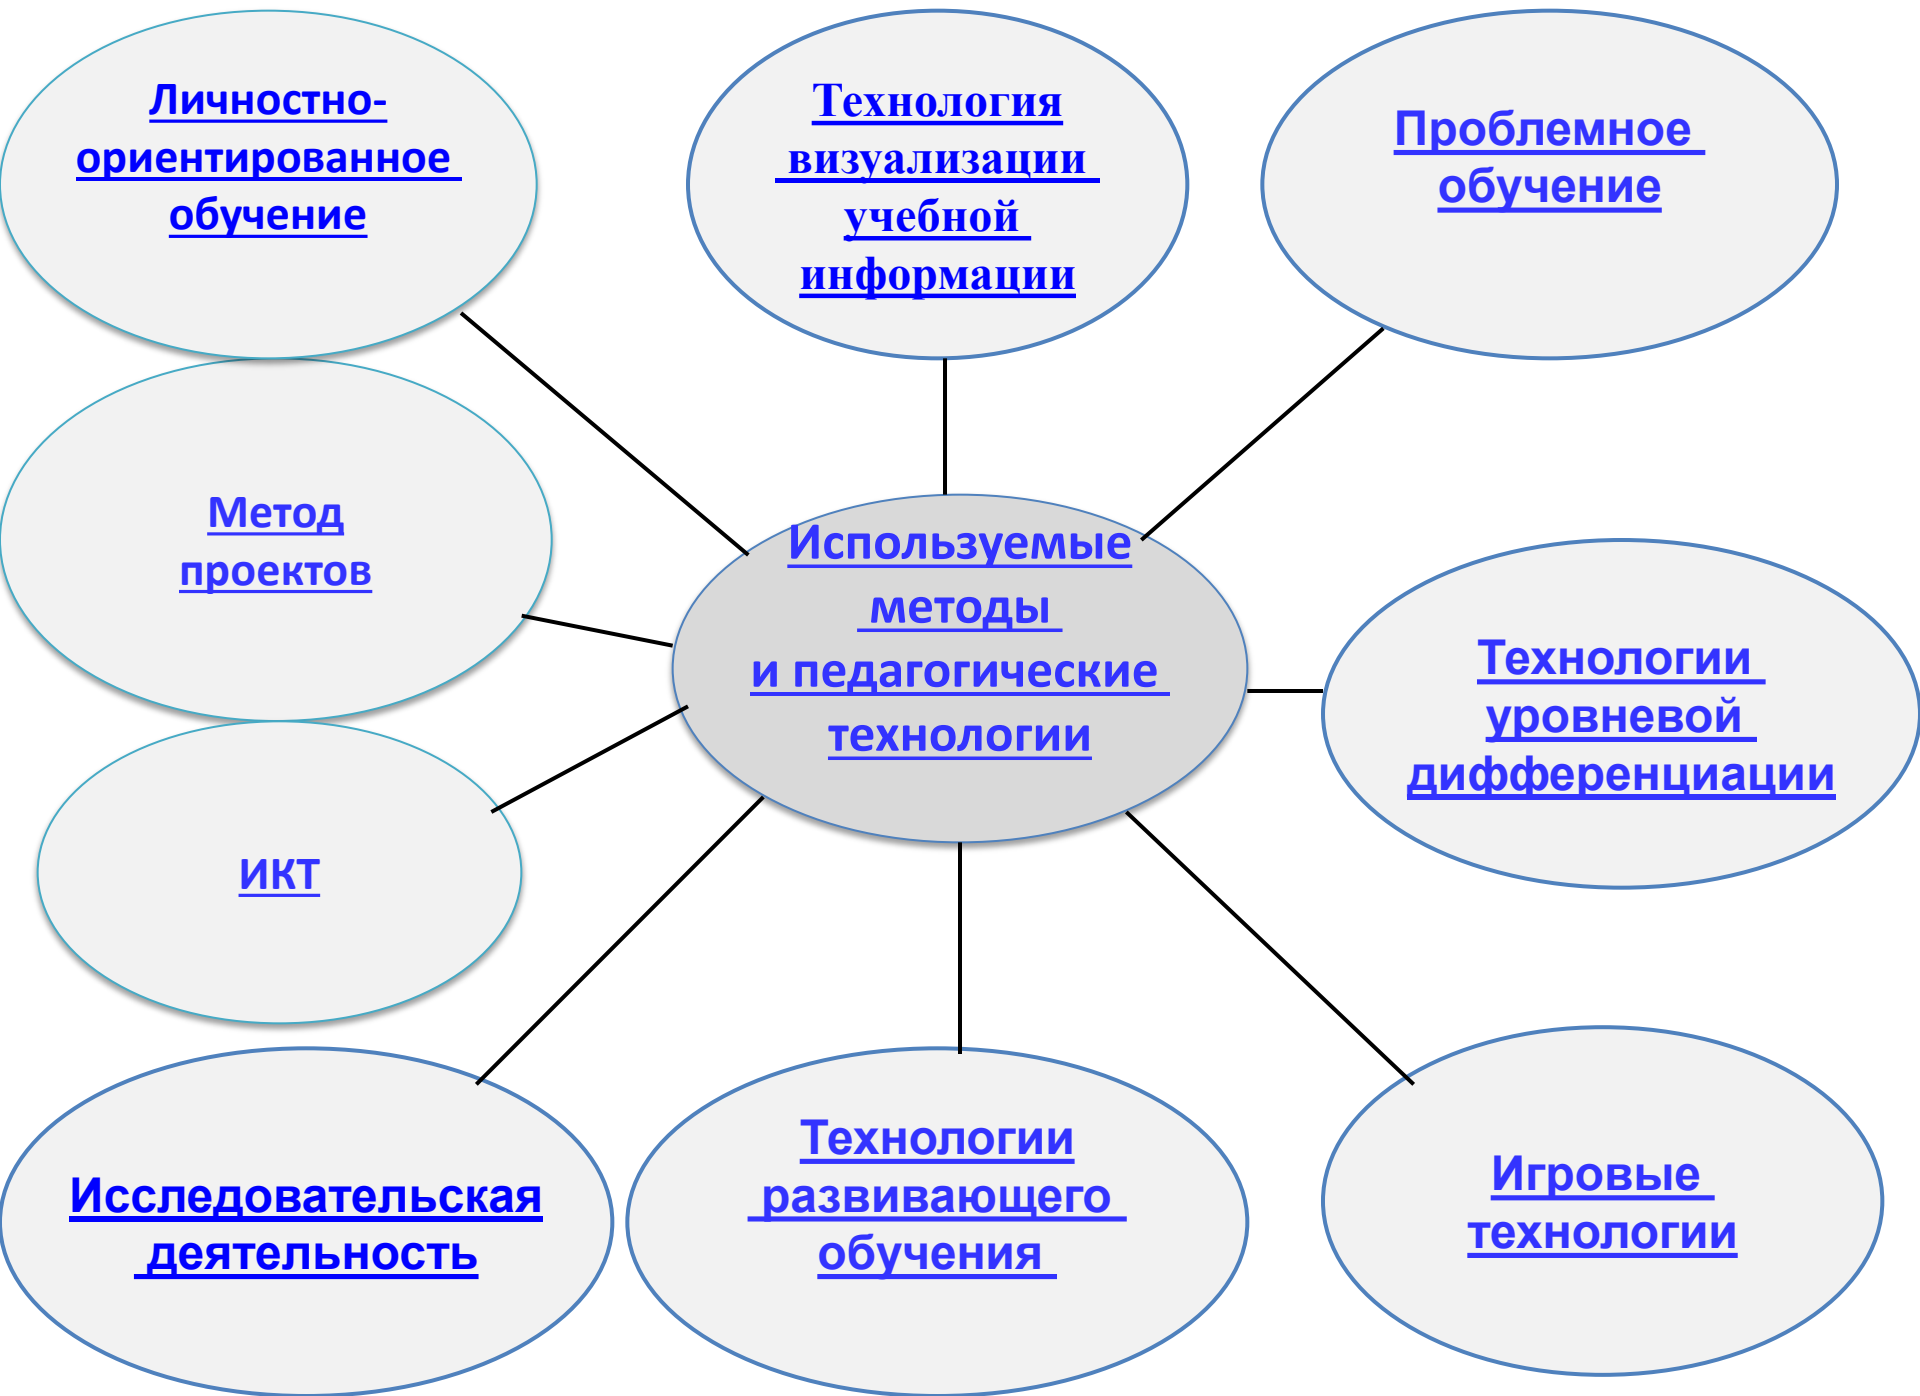 Личностно-
ориентированное
обучение
Технология
визуализации
учебной
информации
Проблемное
обучение
Метод
проектов
Используемые
методы
и педагогические
технологии
Технологии
уровневой
дифференциации
ИКТ
Исследовательская
деятельность
Технологии
развивающего
обучения
Игровые
технологии